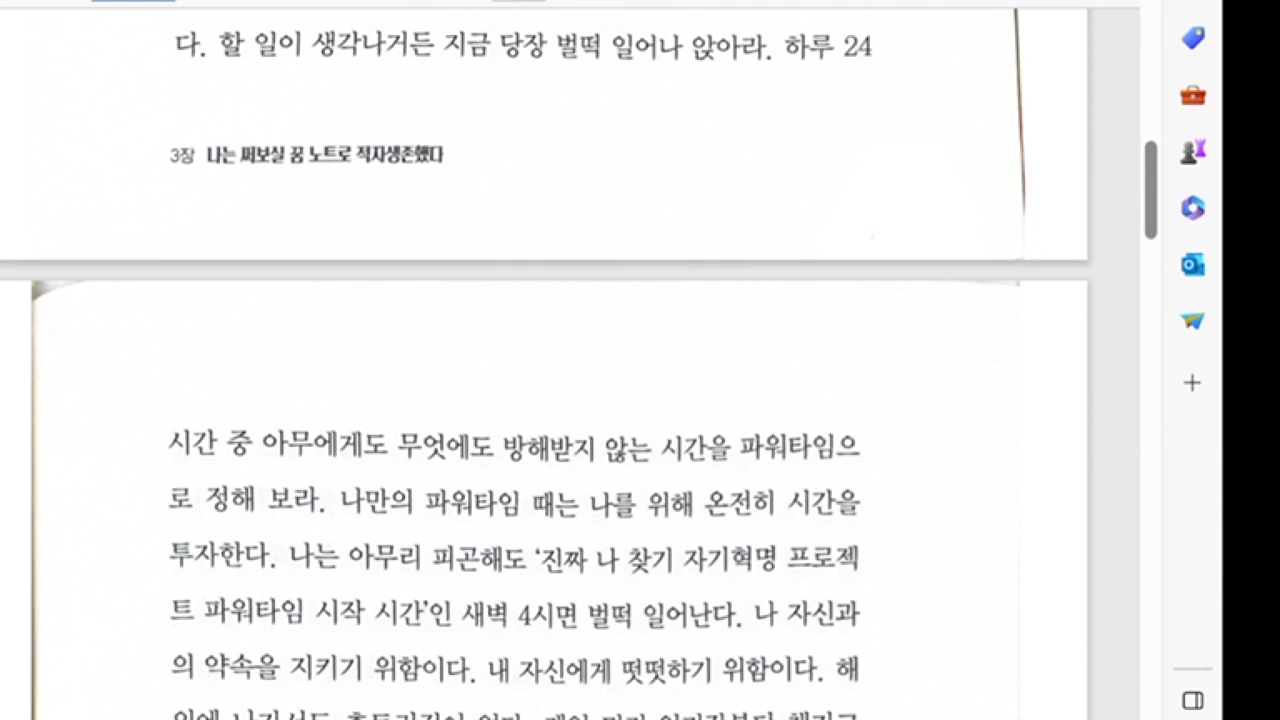 다. 할 일이 생각나거든 지금 당장 벌떡 일어나 앉아라. 하루 24
3장 나는 써보실 꿈 노트로 적자생존했다
시간 중 아무에게도 무엇에도 방해받지 않는 시간을 파워타임으
로 정해 보라. 나만의 파워타임 때는 나를 위해 온전히 시간을
투자한다. 나는 아무리 피곤해도 ‘진짜 나 찾기 자기혁명 프로젝
트 파워타임 시작 시간’인 새벽 4시면 벌떡 일어난다. 나 자신과
의 약속을 지키기 위함이다. 내 자신에게 떳떳하기 위함이다. 해